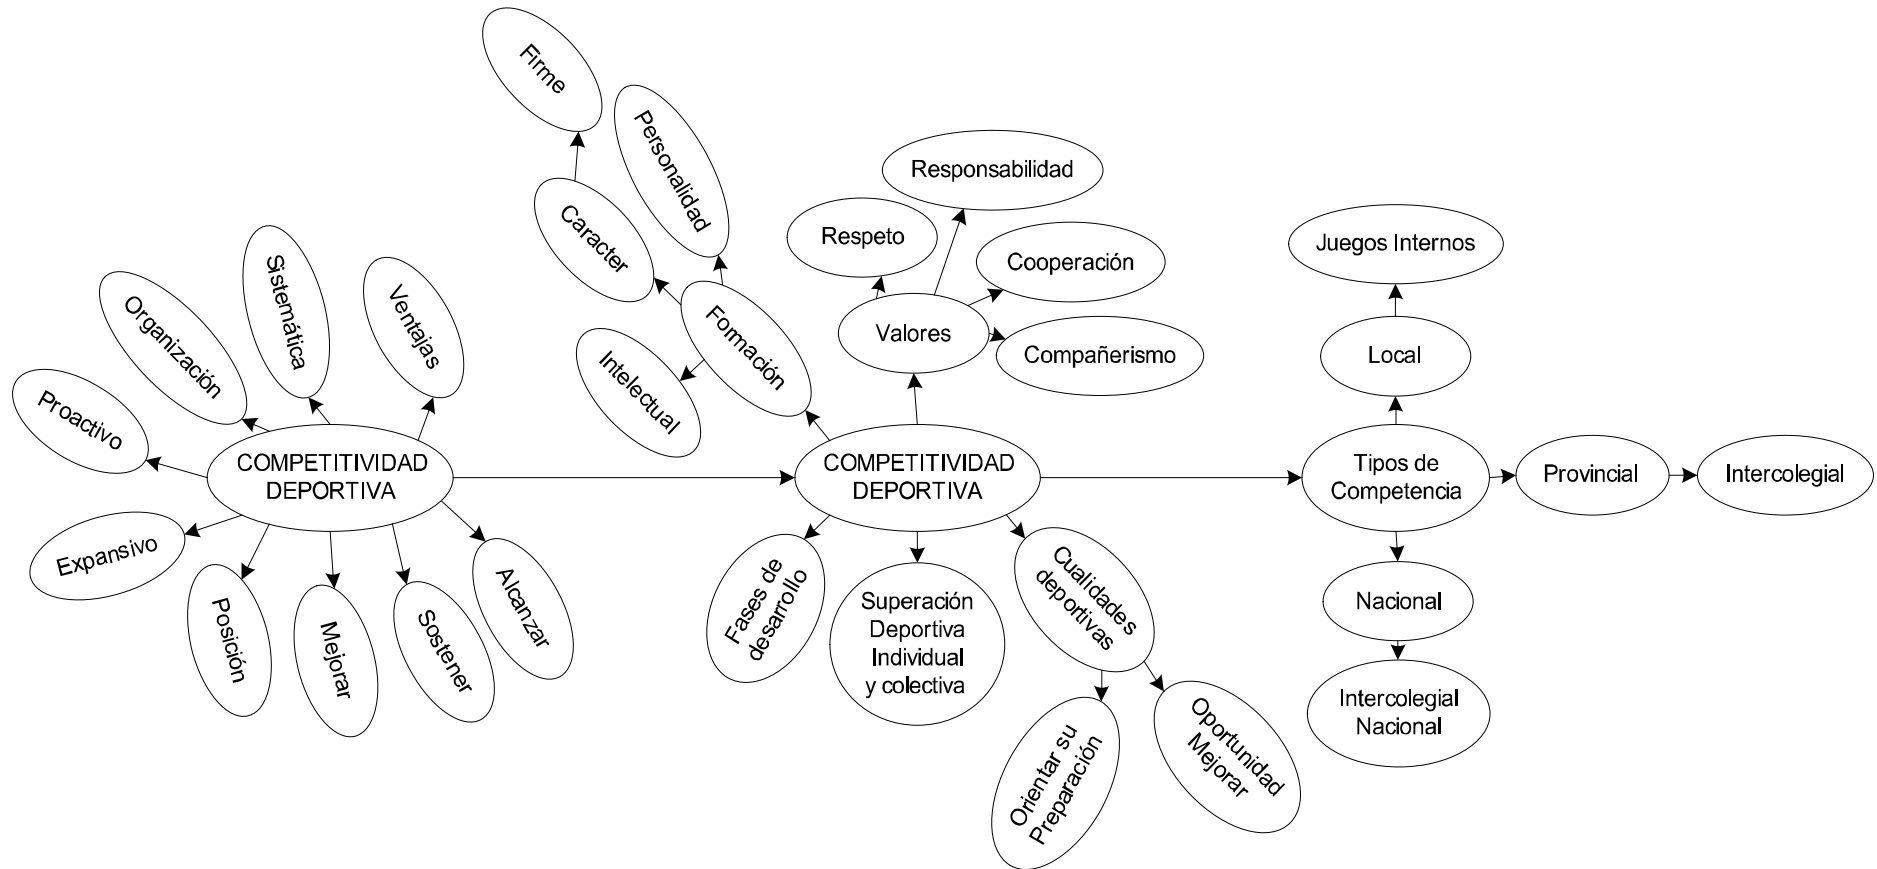 Firme
Personalidad
Caracter
Fomación
Intelectual
Responsabilidad
Respeto
Cooperación
Valores
Compañerismo
Juegos Internos
Local
Sistemática
Ventajas
Organización
Proactivo
COMPETITIVIDAD
DEPORTIVA
Expansivo
Posición
Mejorar
Sostener
Alcanzar
COMPETITIVIDAD
DEPORTIVA
Fases de
desarrollo
Superación
Deportiva
Individual
y colectiva
Cualidades
deportivas
Orientar su
Preparación
Oportunidad
Mejorar
Tipos de
Competencia
Provincial
Intercolegial
Nacional
Intercolegial
Nacional